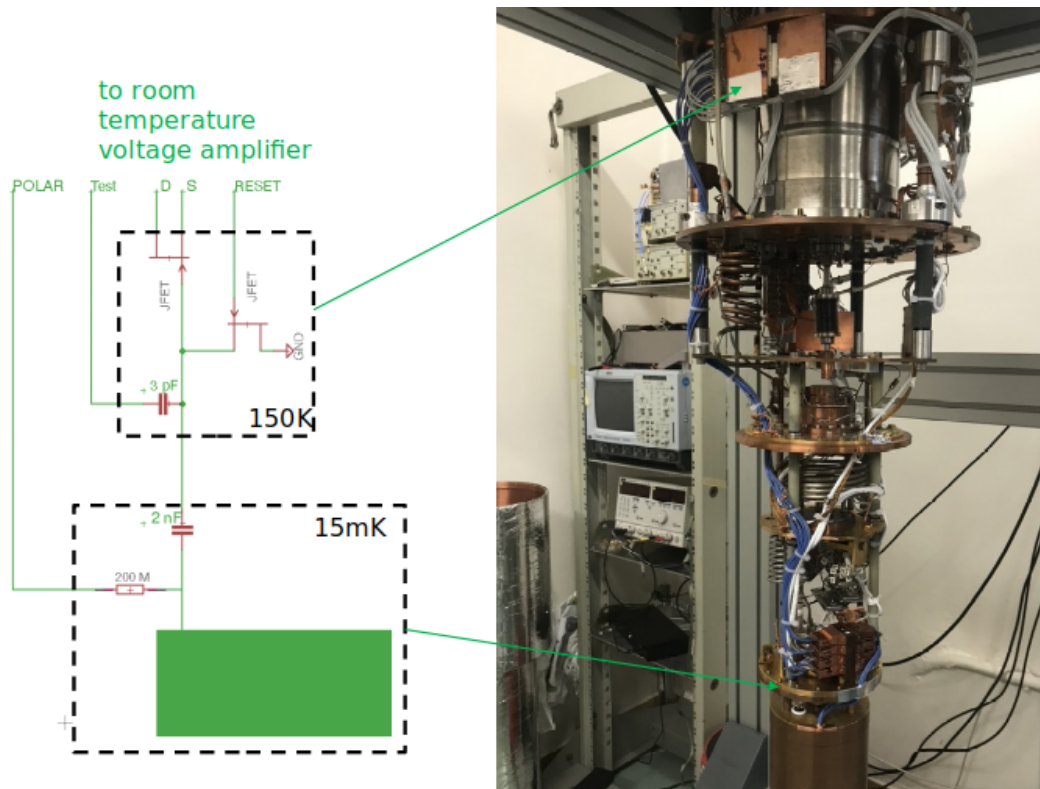 to room
temperature
voltage amplifier
POLAR
Test
D
S
RESET
JFET
JFET
GND
3 pF
150K
2 nF
15mK
200 M